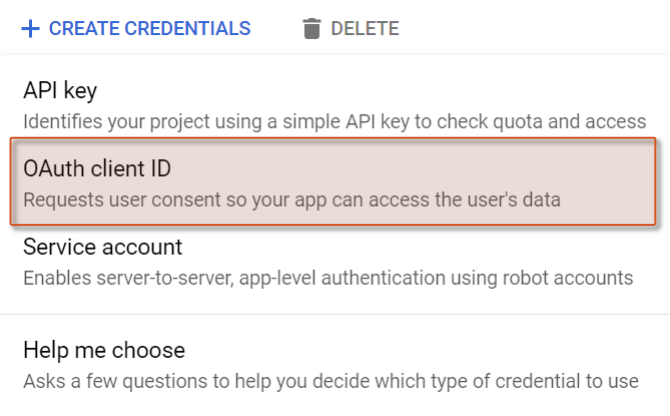 + CREATE CREDENTIALS DELETE
API key
Identifies your project using a simple API key to check quota and access
OAuth client ID
Requests user consent so your app can access the user's data
Service account
Enables server-to-server, app-level authentication using robot accounts
Help me choose
Asks a few questions to help you decide which type of credential to use